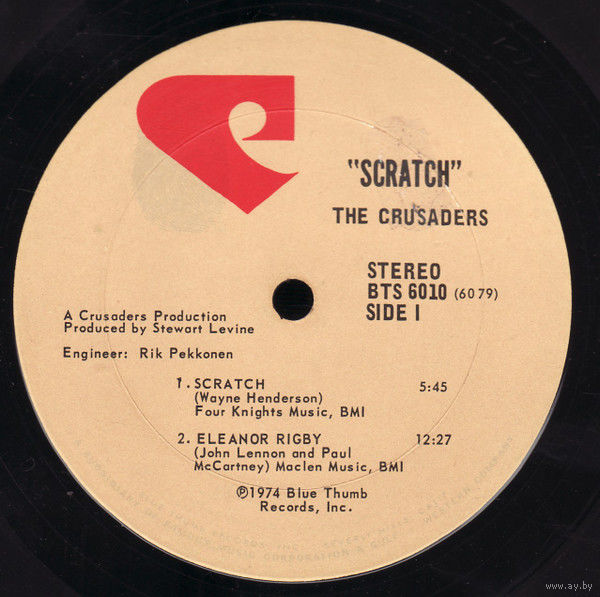 "SCRATCH"
THE CRUSADERS
STEREO
BTS 6010 (6079)
SIDE I
A Crusaders Production
Produced by Stewart Levine
Engineer: Rik Pekkonen
1. SCRATCH 5:45
(Wayne Henderson)
Four Knights Music, BMI
2. ELEANOR RIGBY 12:27
(John Lennon and Paul
McCartney) Maclen Music, BMI
℗1974 Blue Thumb
Records, Inc.
www.ay.by